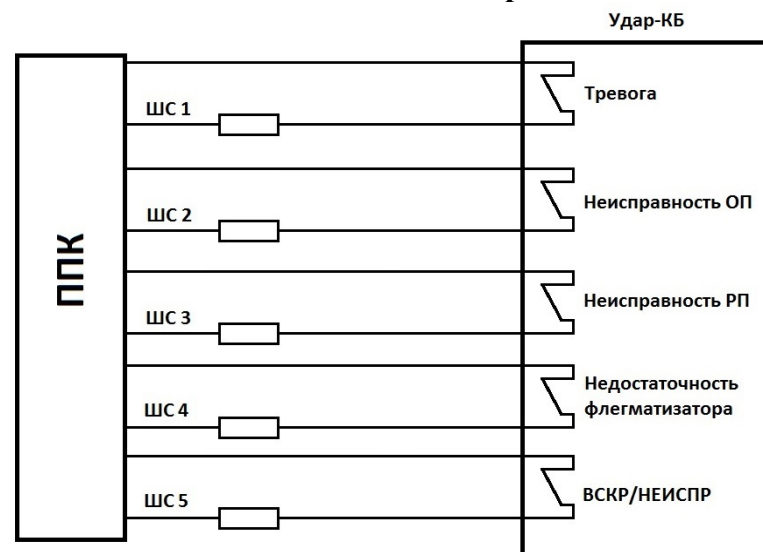 Удар-КБ
ППК
ШС 1
Тревога
ШС 2
Неисправность ОП
ШС 3
Неисправность РП
ШС 4
Недостаточность
флегматизатора
ШС 5
ВСКР/НЕИСПР